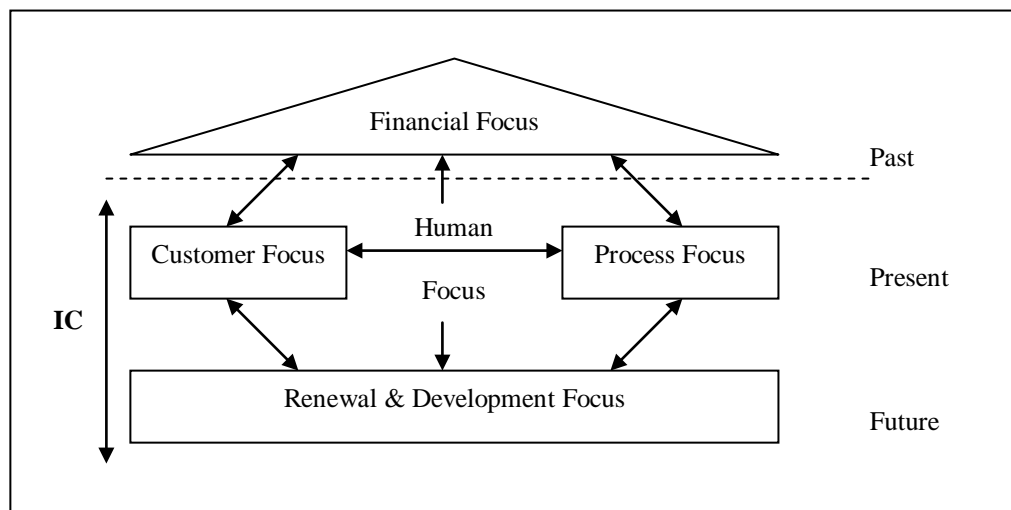 Financial Focus
Past
Human
Customer Focus
Process Focus
Present
Focus
IC
Renewal & Development Focus
Future